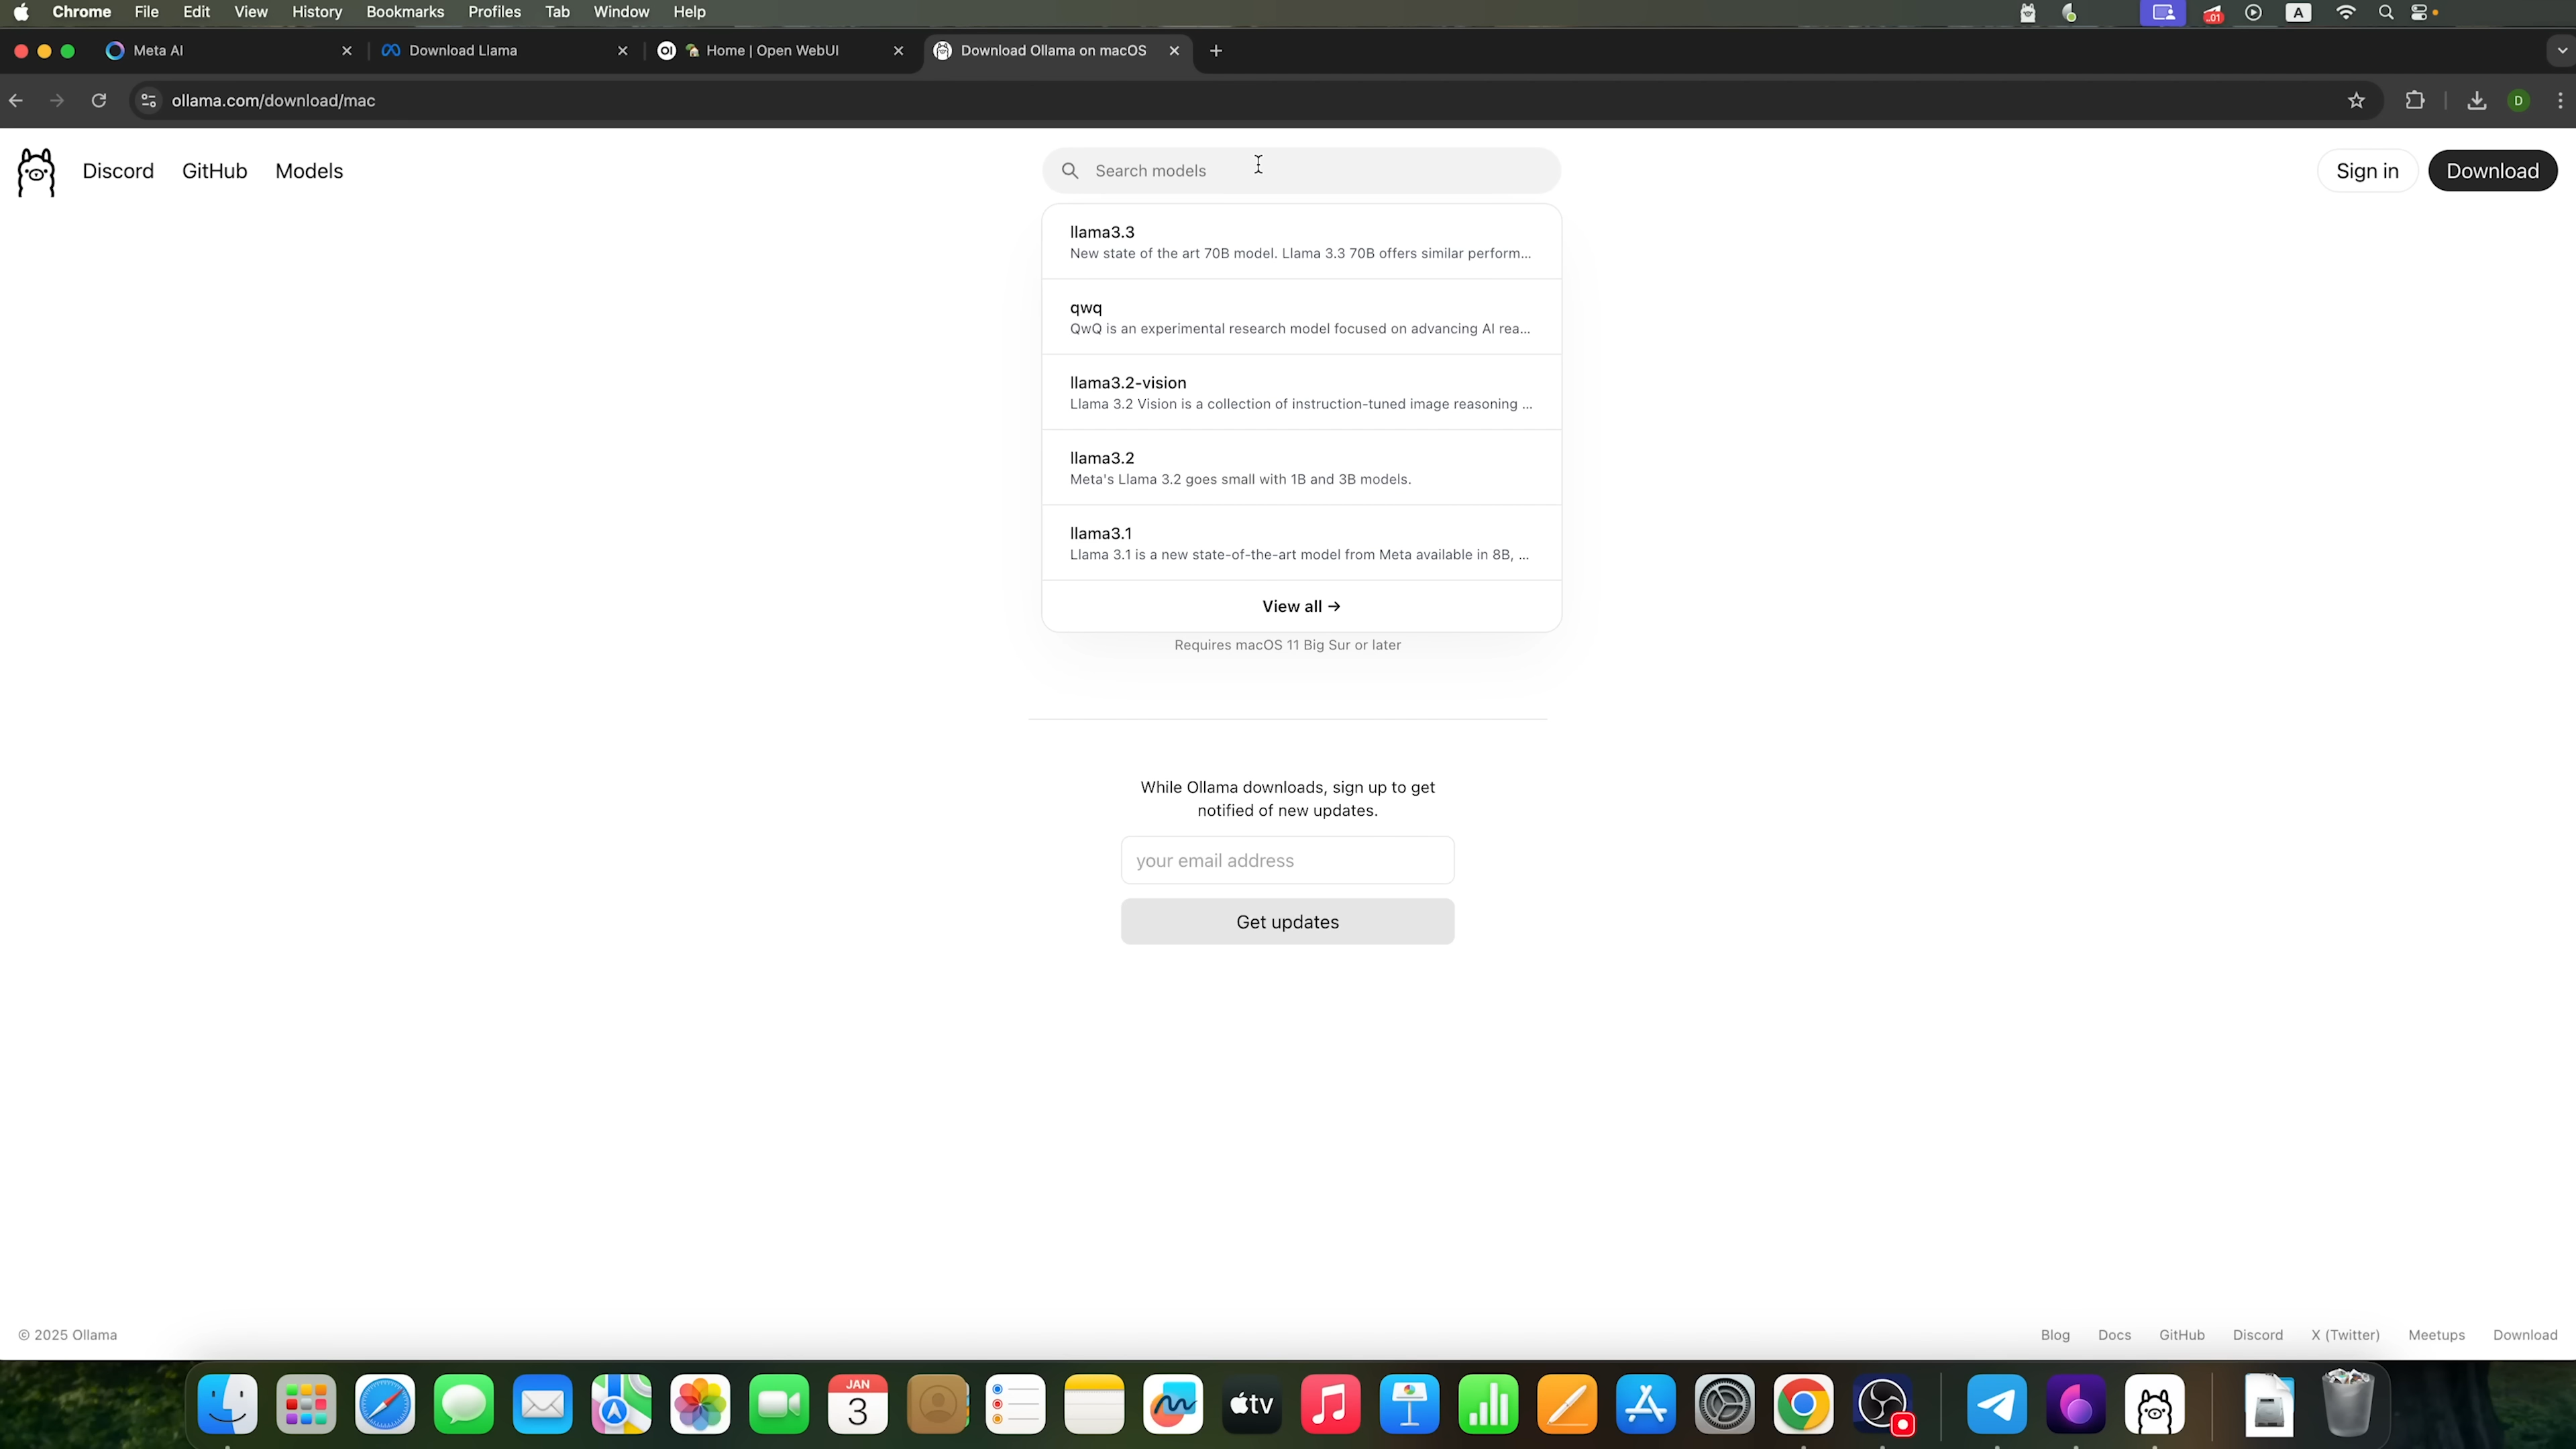 Chrome File Edit View History Bookmarks Profiles Tab Window Help
.01 A
Meta AI
Download Llama
OI Home | Open WebUI
Download Ollama on macOS
ollama.com/download/mac
D
Discord GitHub Models
Search models
Sign in Download
llama3.3
New state of the art 70B model. Llama 3.3 70B offers similar perform...
qwq
QwQ is an experimental research model focused on advancing AI rea...
llama3.2-vision
Llama 3.2 Vision is a collection of instruction-tuned image reasoning ...
llama3.2
Meta's Llama 3.2 goes small with 1B and 3B models.
llama3.1
Llama 3.1 is a new state-of-the-art model from Meta available in 8B, ...
View all →
Requires macOS 11 Big Sur or later
While Ollama downloads, sign up to get
notified of new updates.
your email address
Get updates
© 2025 Ollama
Blog Docs GitHub Discord X (Twitter) Meetups Download
JAN
3
tv